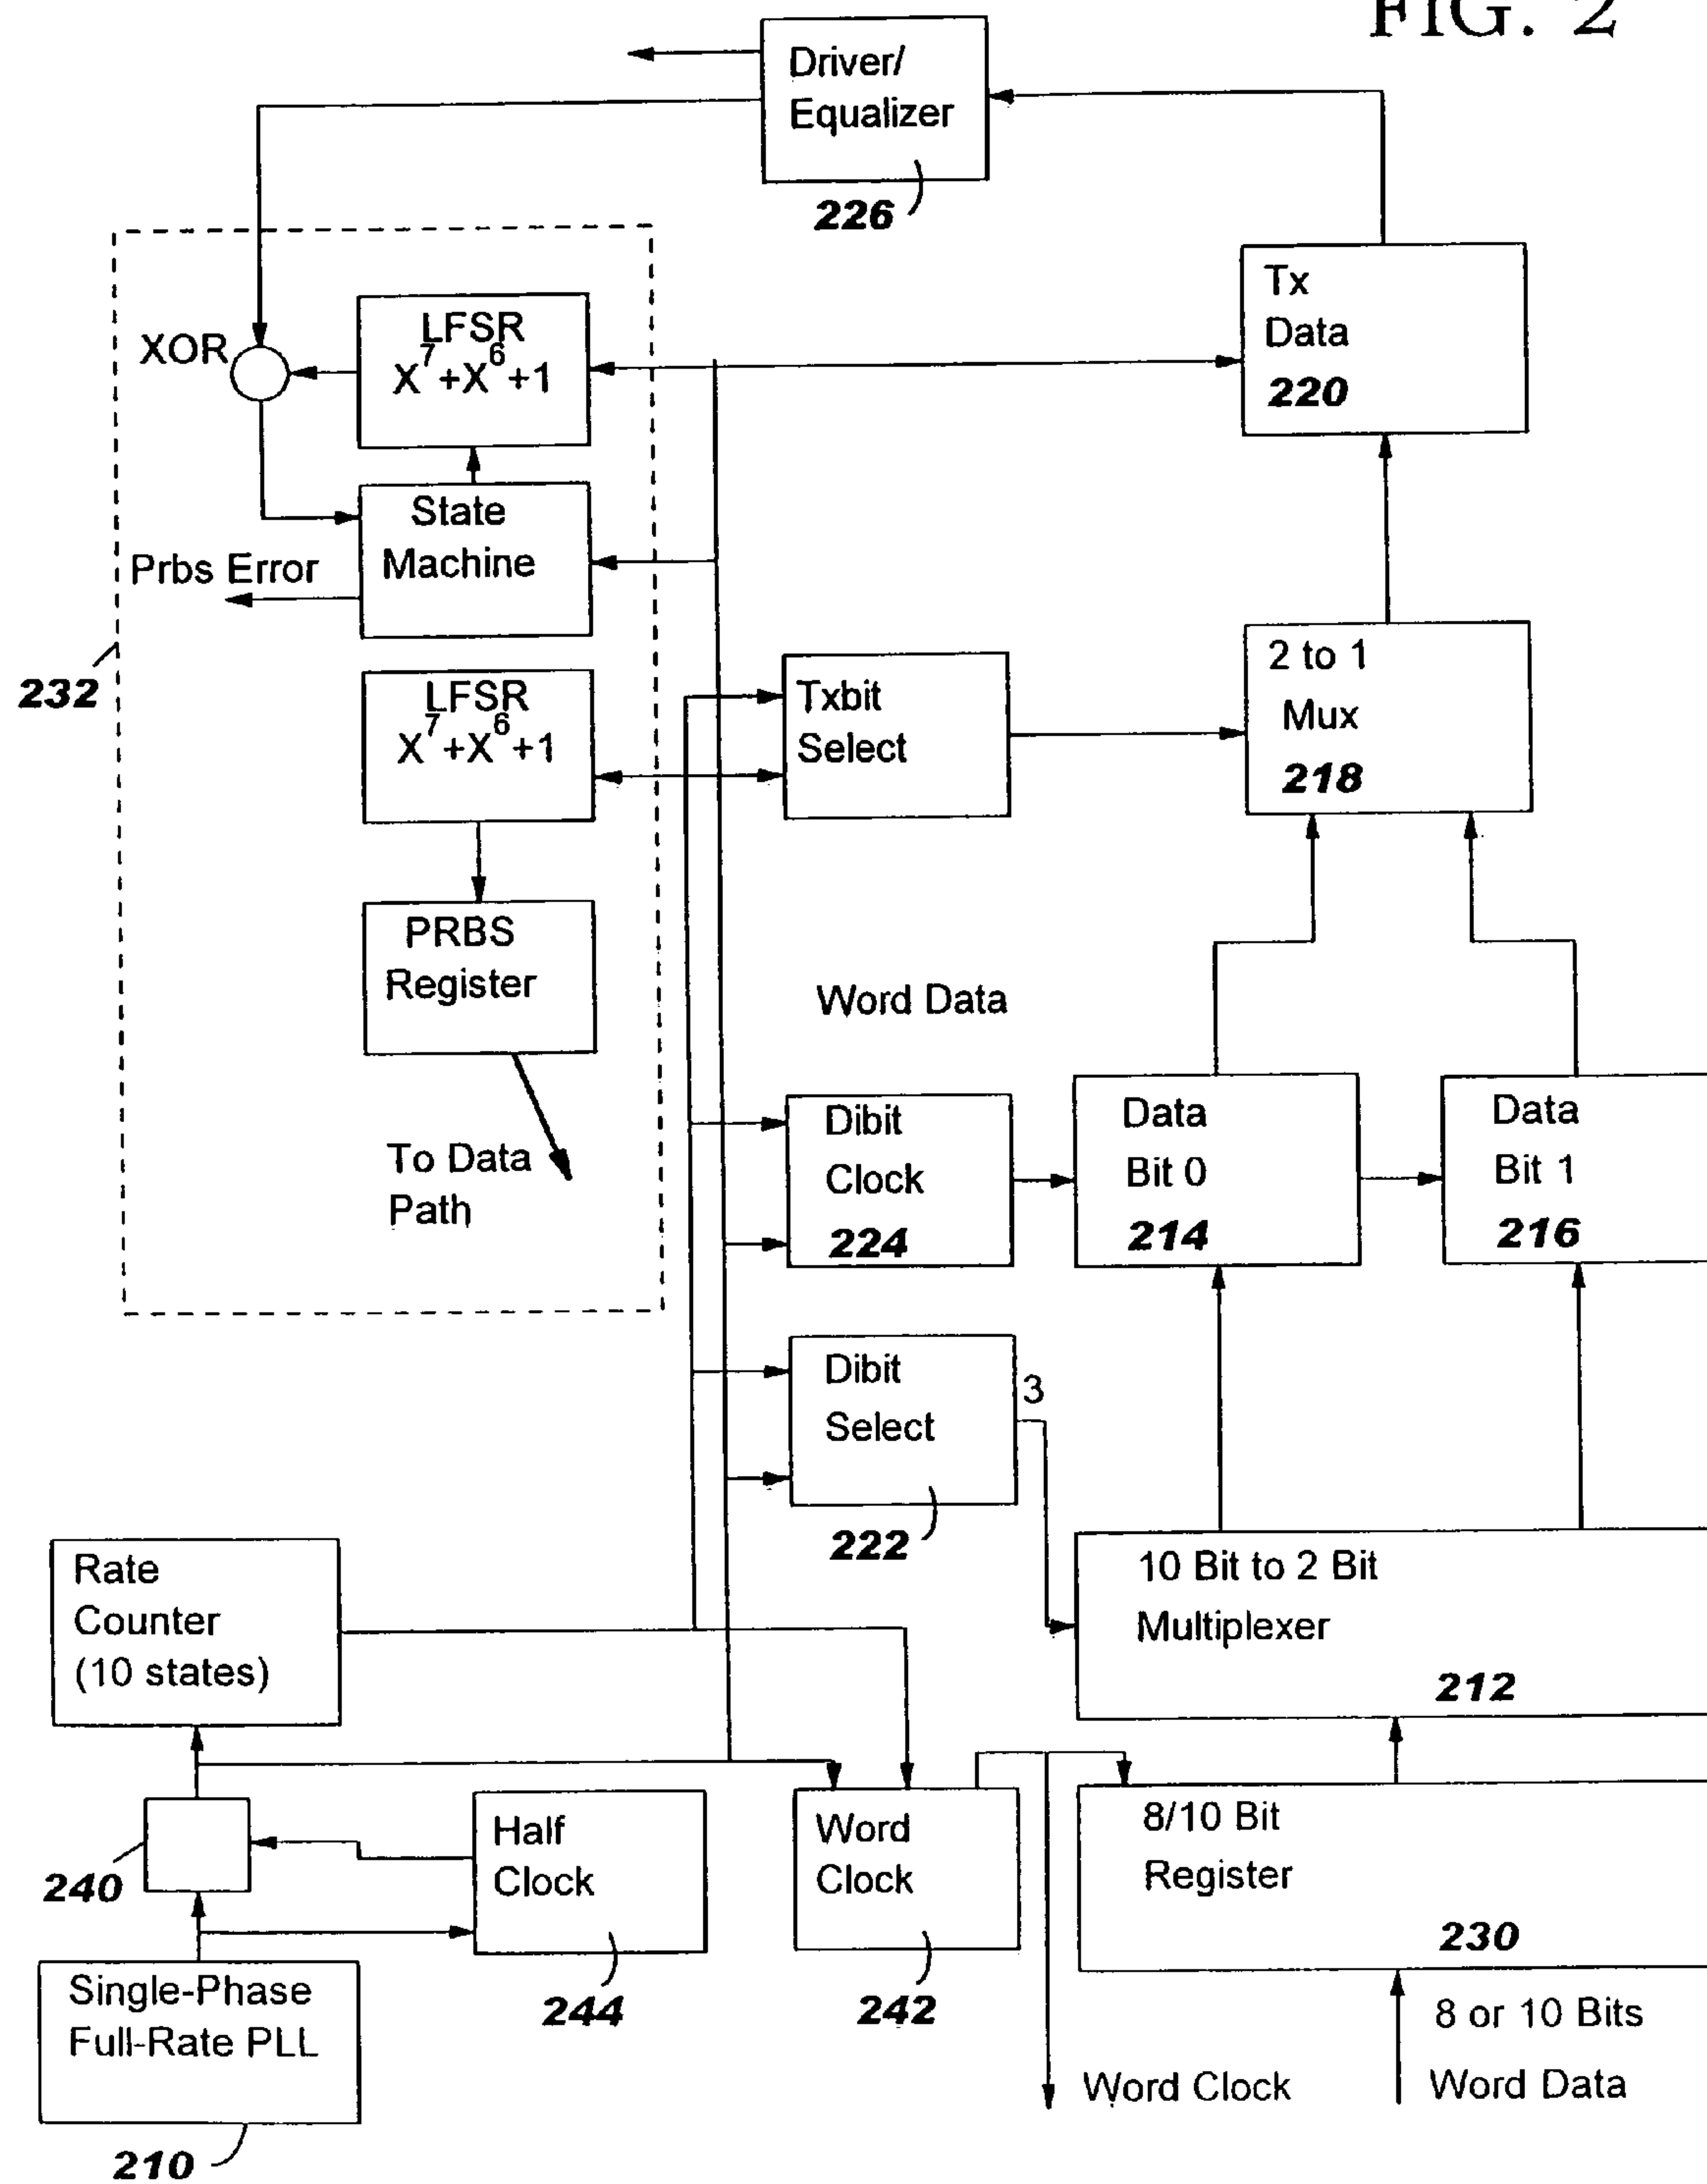 FIG. 2
Driver/
Equalizer
226
Tx
Data
220
XOR
LFSR
X^7+X^6+1
State
Machine
Prbs Error
232
2 to 1
Mux
218
Txbit
Select
LFSR
X^7+X^6+1
PRBS
Register
To Data
Path
Word Data
Dibit
Clock
224
Data
Bit 0
214
Data
Bit 1
216
Dibit
Select
222
3
10 Bit to 2 Bit
Multiplexer
212
Rate
Counter
(10 states)
240
Half
Clock
244
Word
Clock
242
8/10 Bit
Register
230
Single-Phase
Full-Rate PLL
210
Word Clock
8 or 10 Bits
Word Data